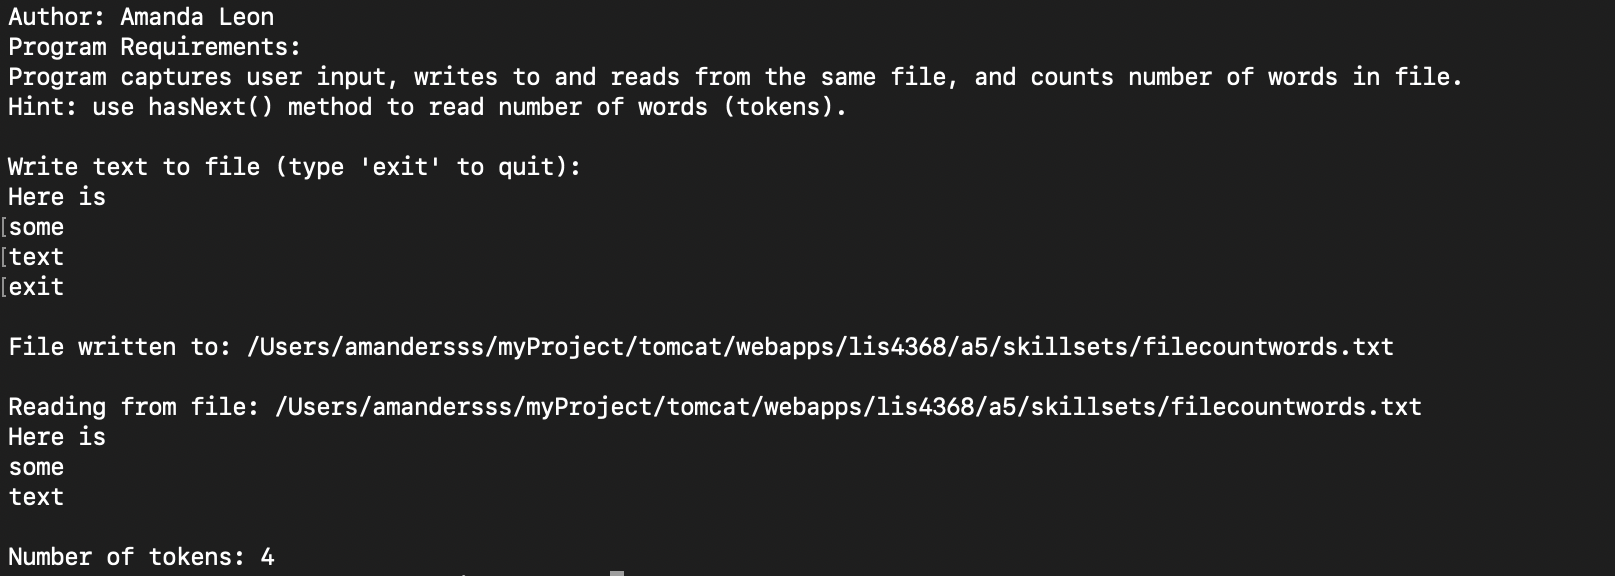 Author: Amanda Leon
Program Requirements:
Program captures user input, writes to and reads from the same file, and counts number of words in file.
Hint: use hasNext() method to read number of words (tokens).
Write text to file (type 'exit' to quit):
Here is
[some
[text
[exit
File written to: /Users/amandersss/myProject/tomcat/webapps/lis4368/a5/skillsets/filecountwords.txt
Reading from file: /Users/amandersss/myProject/tomcat/webapps/lis4368/a5/skillsets/filecountwords.txt
Here is
some
text
Number of tokens: 4